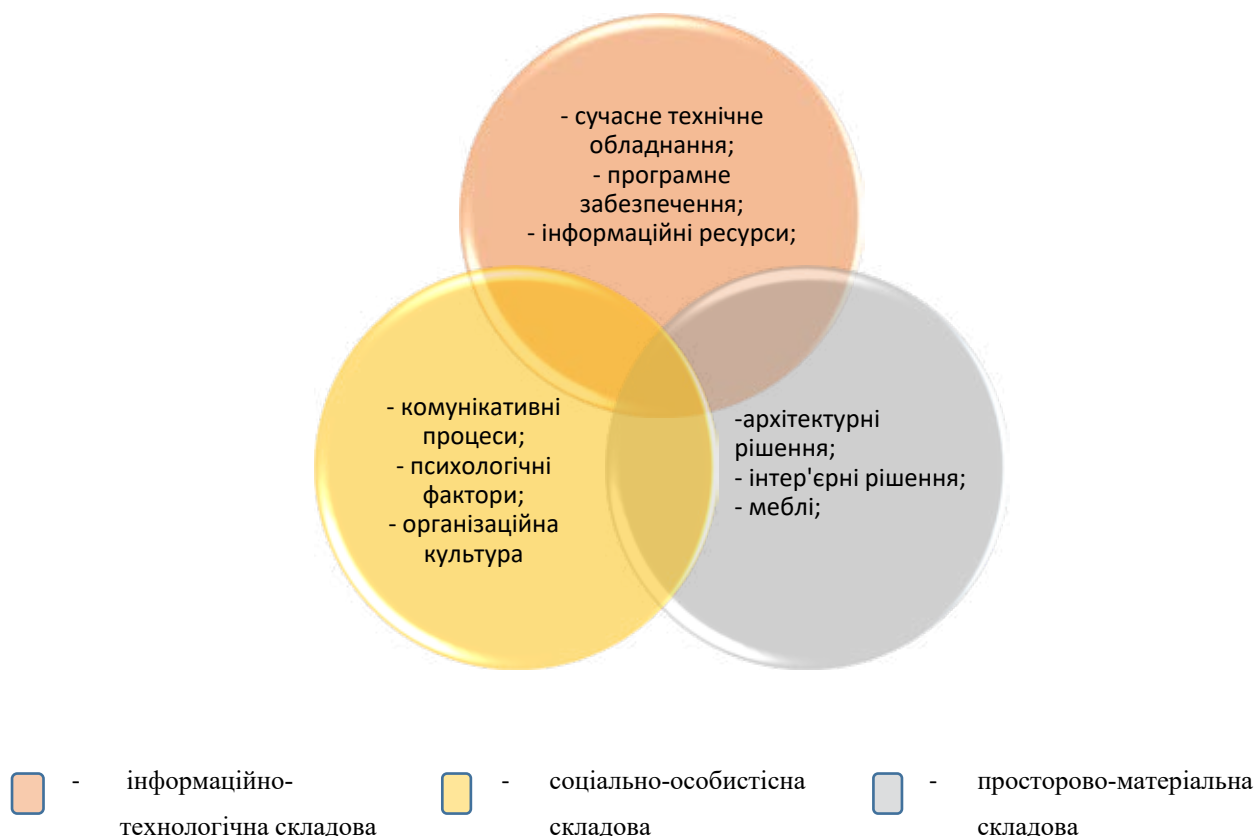 - сучасне технічне
обладнання;
- програмне
забезпечення;
- інформаційні ресурси;
- комунікативні
процеси;
- психологічні
фактори;
- організаційна
культура
-архітектурні
рішення;
- інтер'єрні рішення;
- меблі;
- інформаційно-
технологічна складова
- соціально-особистісна
складова
- просторово-матеріальна
складова